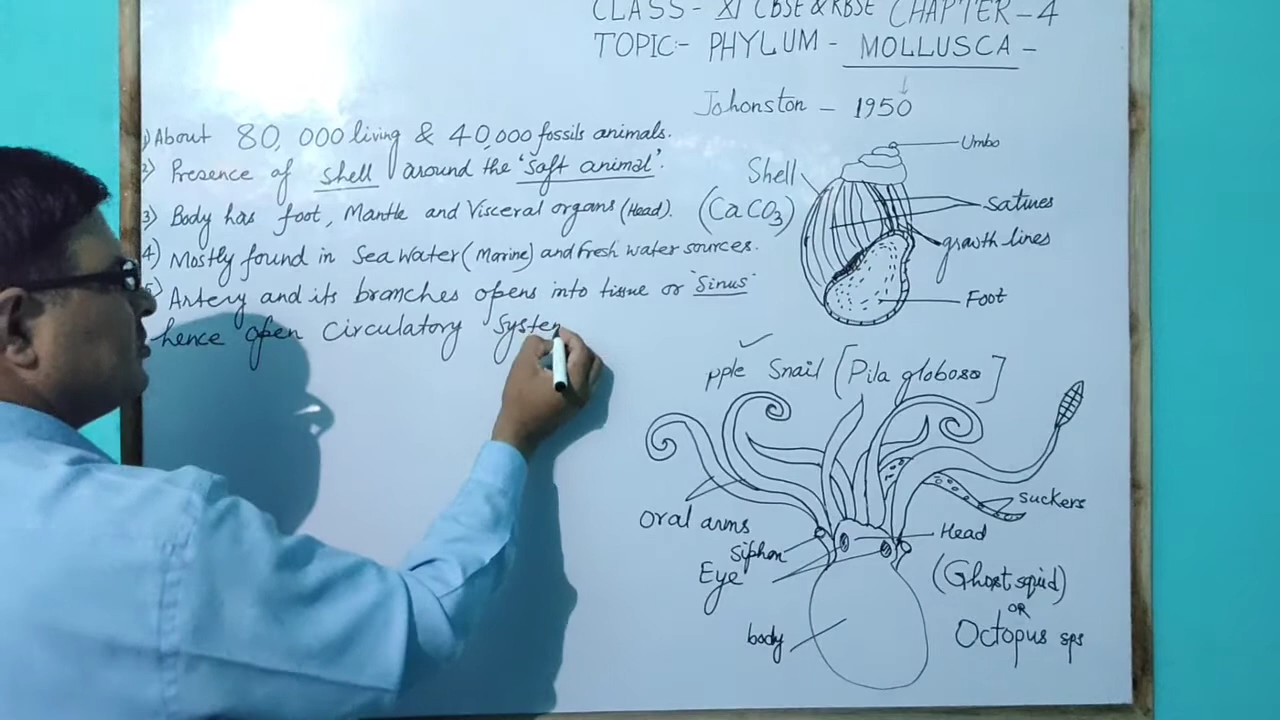 CLASS- XI CBSE & RBSE CHAPTER-4
TOPIC:- PHYLUM - MOLLUSCA -
Johonston - 1950
1) About 80,000 living & 40,000 fossils animals.
2) Presence of shell around the 'Soft animal'.
3) Body has foot, Mantle and Visceral organs (Head).
4) Mostly found in Sea Water (Marine) and Fresh water sources.
5) Artery and its branches opens into tissue or 'Sinus'
hence open Circulatory System
Umbo
Shell
(CaCO3)
Satures
growth lines
Foot
pple Snail [Pila globosa]
Oral arms
Siphon
Eye
body
suckers
Head
(Ghost squid)
OR
Octopus sps